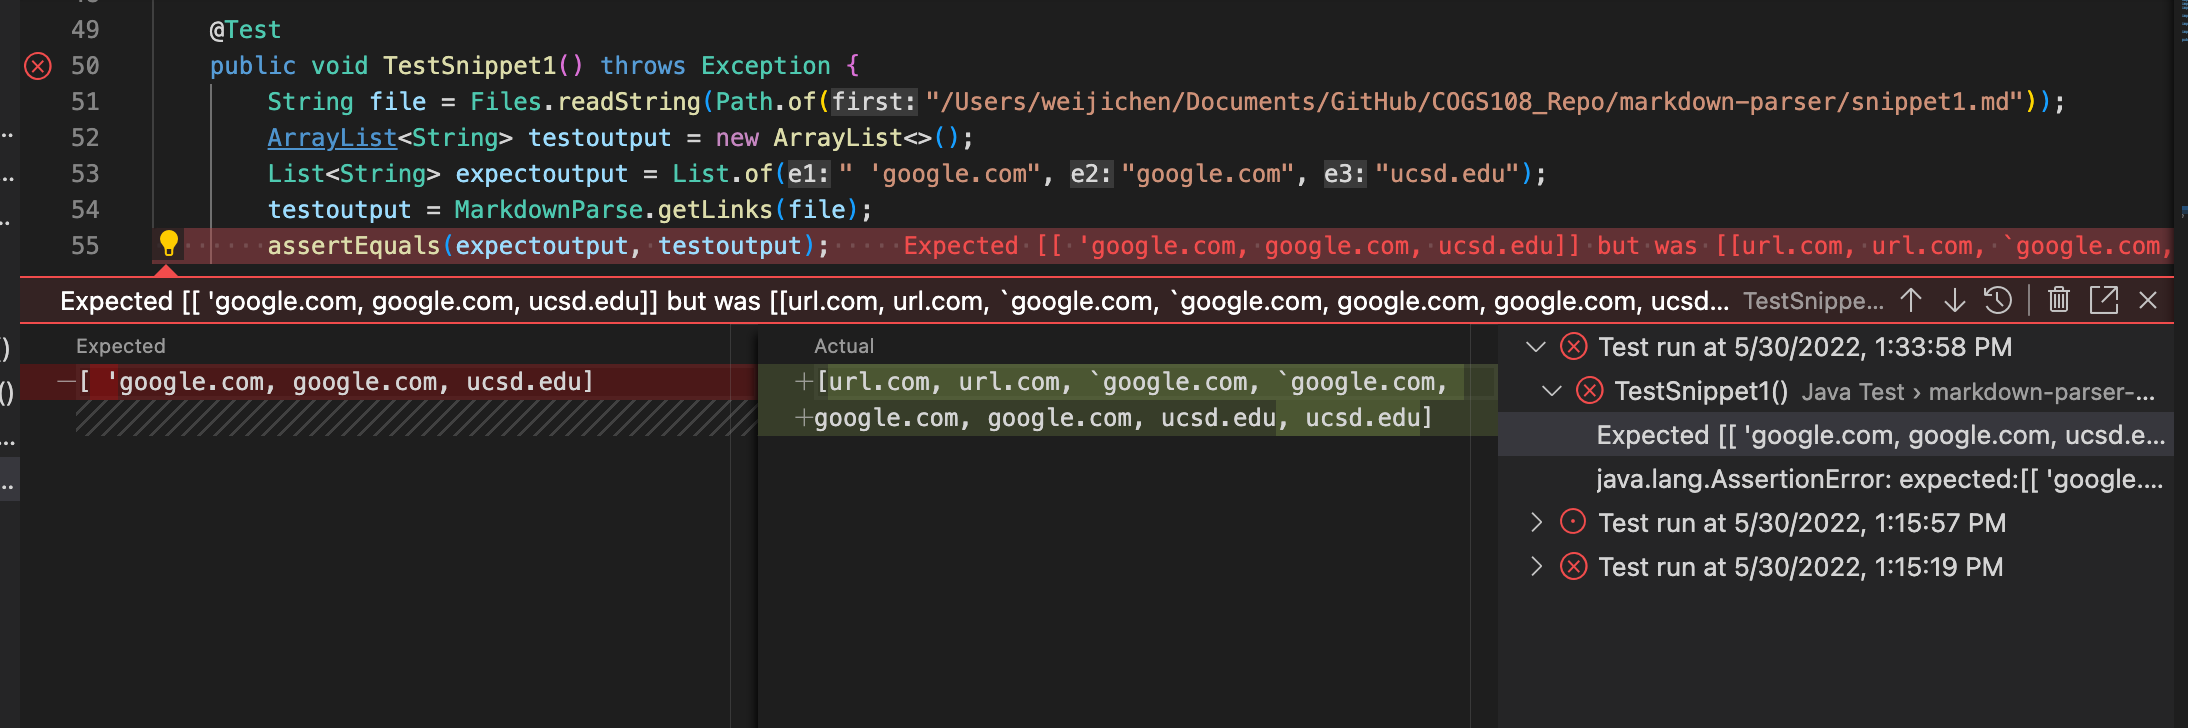 49 @Test
50 public void TestSnippet1() throws Exception {
51 String file = Files.readString(Path.of(first: "/Users/weijichen/Documents/GitHub/COGS108_Repo/markdown-parser/snippet1.md"));
52 ArrayList<String> testoutput = new ArrayList<>();
53 List<String> expectoutput = List.of(e1: " 'google.com", e2: "google.com", e3: "ucsd.edu");
54 testoutput = MarkdownParse.getLinks(file);
55 assertEquals(expectoutput, testoutput); Expected [[ 'google.com, google.com, ucsd.edu]] but was [[url.com, url.com, `google.com,
Expected [[ 'google.com, google.com, ucsd.edu]] but was [[url.com, url.com, `google.com, `google.com, google.com, google.com, ucsd... TestSnippe...
Expected
−[ 'google.com, google.com, ucsd.edu]
Actual
+[url.com, url.com, `google.com, `google.com,
+google.com, google.com, ucsd.edu, ucsd.edu]
Test run at 5/30/2022, 1:33:58 PM
TestSnippet1() Java Test › markdown-parser-...
Expected [[ 'google.com, google.com, ucsd.e...
java.lang.AssertionError: expected:[[ 'google....
Test run at 5/30/2022, 1:15:57 PM
Test run at 5/30/2022, 1:15:19 PM